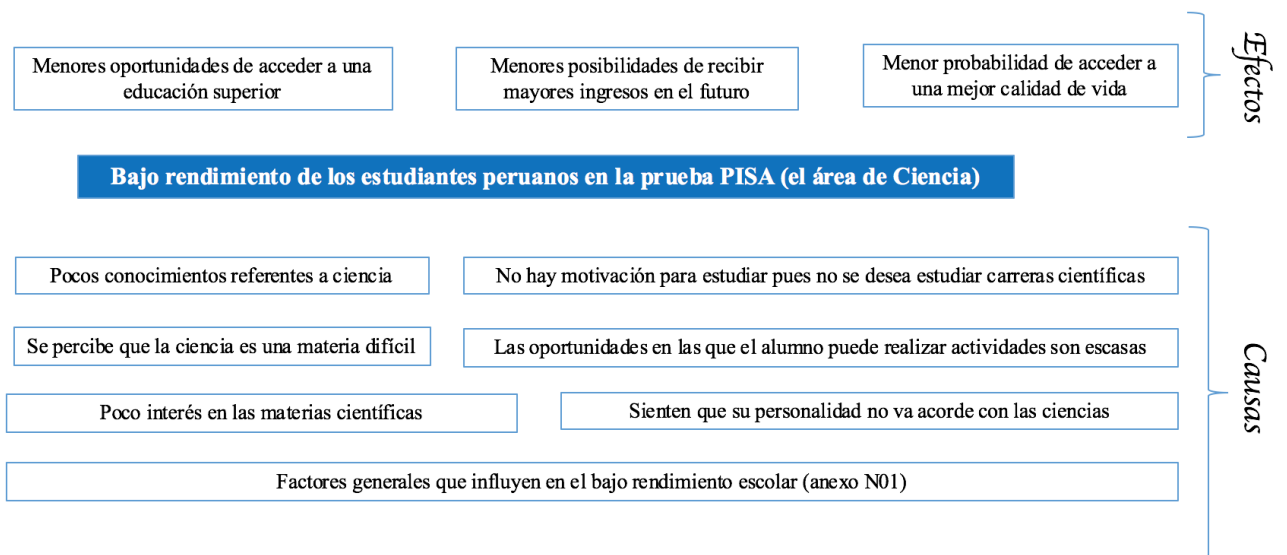 Menores oportunidades de acceder a una
educación superior
Menores posibilidades de recibir
mayores ingresos en el futuro
Menor probabilidad de acceder a
una mejor calidad de vida
Efectos
Bajo rendimiento de los estudiantes peruanos en la prueba PISA (el área de Ciencia)
Pocos conocimientos referentes a ciencia
No hay motivación para estudiar pues no se desea estudiar carreras científicas
Se percibe que la ciencia es una materia difícil
Las oportunidades en las que el alumno puede realizar actividades son escasas
Poco interés en las materias científicas
Sienten que su personalidad no va acorde con las ciencias
Factores generales que influyen en el bajo rendimiento escolar (anexo N01)
Causas